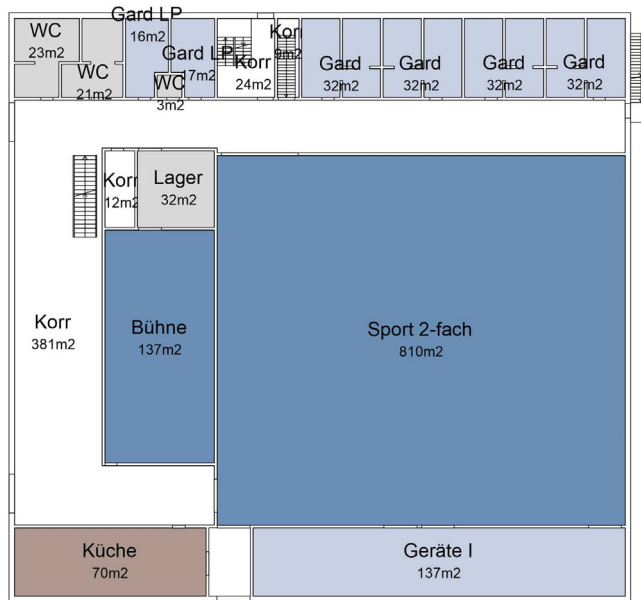 WC
23m2
WC
21m2
Gard LP
16m2
Gard LP
17m2
WC
3m2
Korr
24m2
Korr
9m2
Gard
32m2
Gard
32m2
Gard
32m2
Gard
32m2
Korr
12m2
Lager
32m2
Korr
381m2
Bühne
137m2
Sport 2-fach
810m2
Küche
70m2
Geräte I
137m2